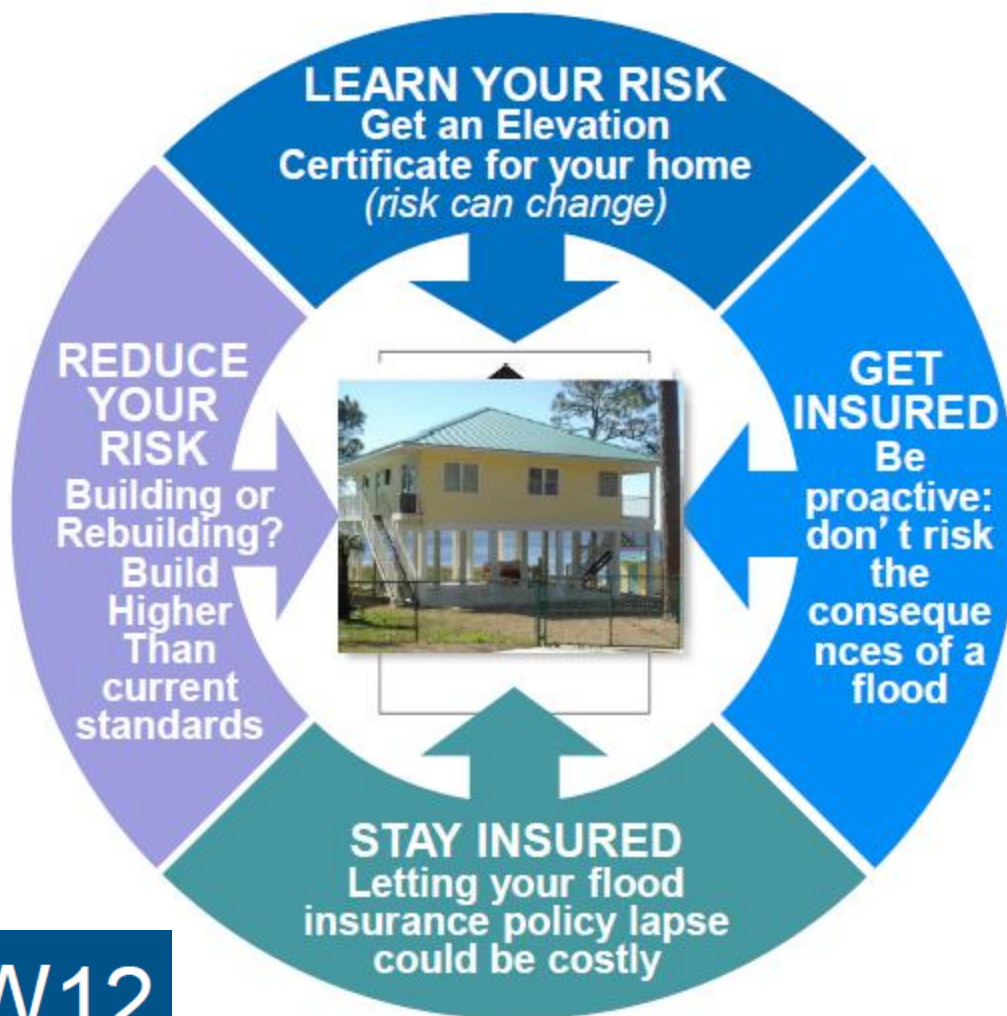 LEARN YOUR RISK
Get an Elevation
Certificate for your home
(risk can change)
GET
INSURED
Be
proactive:
don' t risk
the
conseque
nces of a
flood
STAY INSURED
Letting your flood
insurance policy lapse
could be costly
REDUCE
YOUR
RISK
Building or
Rebuilding?
Build
Higher
Than
current
standards
W12